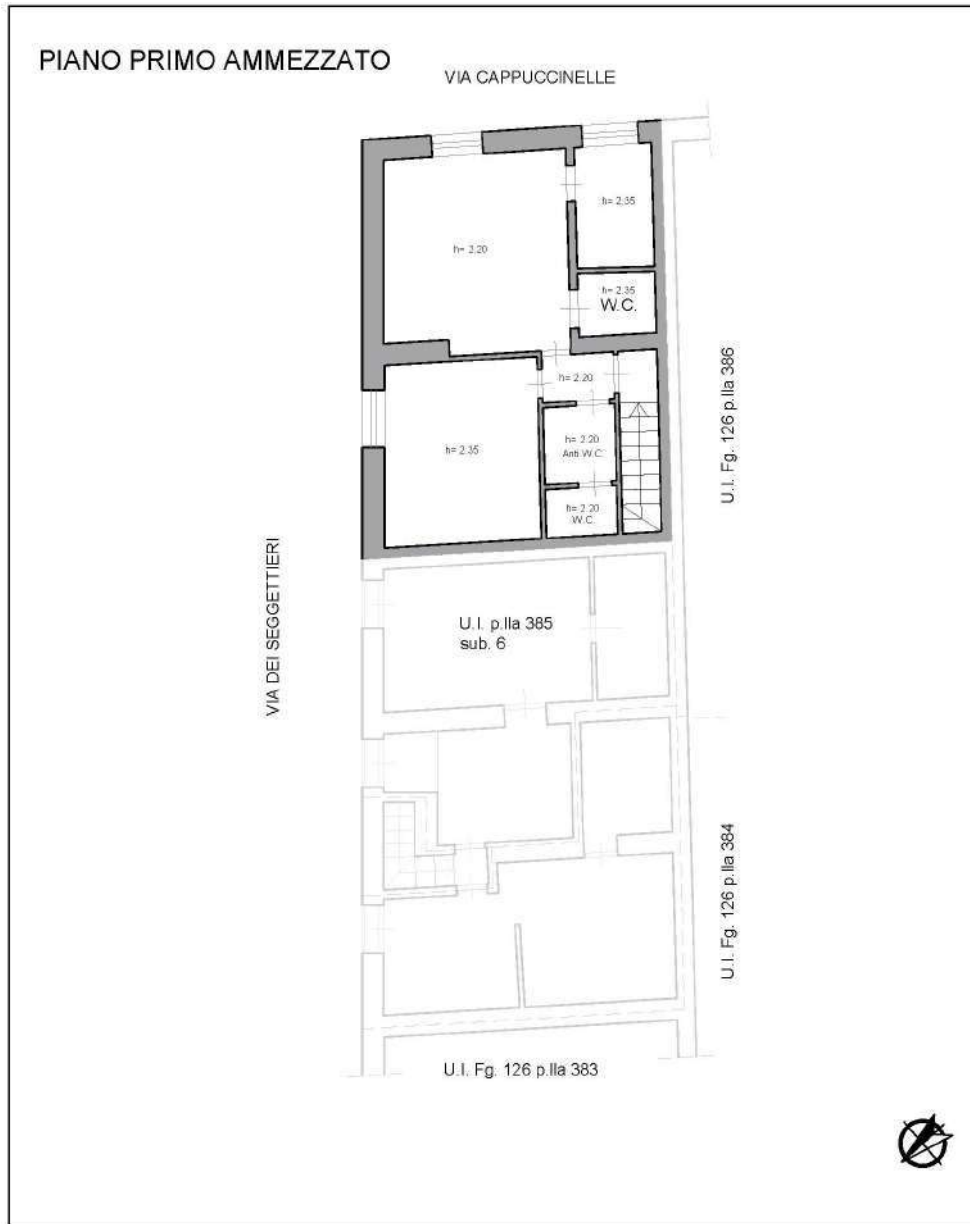 PIANO PRIMO AMMEZZATO
VIA CAPPUCCINELLE
h= 2.35
h= 2.20
h= 2.35
W.C.
h= 2.20
h= 2.20
Anti W.C.
h= 2.35
h= 2.20
W.C.
U.I. Fg. 126 p.lla 386
VIA DEI SEGGETTIERI
U.I. p.lla 385
sub. 6
U.I. Fg. 126 p.lla 384
U.I. Fg. 126 p.lla 383